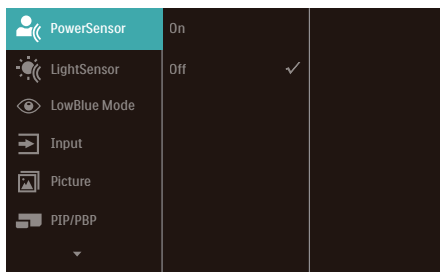 PowerSensor
On
LightSensor
Off
LowBlue Mode
Input
Picture
PIP/PBP